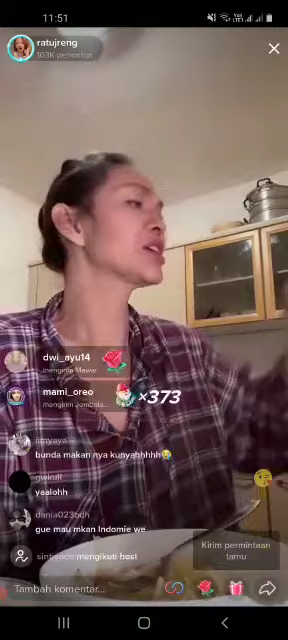 11:51
ratujreng
103K penonton
dwi_ayu14
mengirim Mawar
mami_oreo
×373
bunda makan nya kunyahhhhh😭
yaalohh
dania023bdh
gue mau mkan Indomie we
mengikuti host
Kirim permintaan
tamu
Tambah komentar...